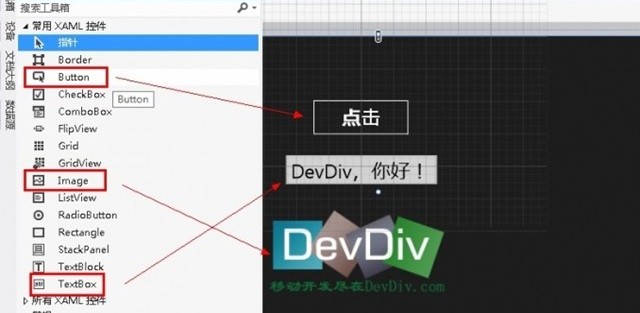 搜索工具箱
常用 XAML 控件
指针
Border
Button
CheckBox
Button
ComboBox
FlipView
Grid
GridView
Image
ListView
RadioButton
Rectangle
StackPanel
TextBlock
TextBox
所有 XAML 控件
设备
文档大纲
数据源
点击
DevDiv，你好！
DevDiv
移动开发尽在DevDiv.com